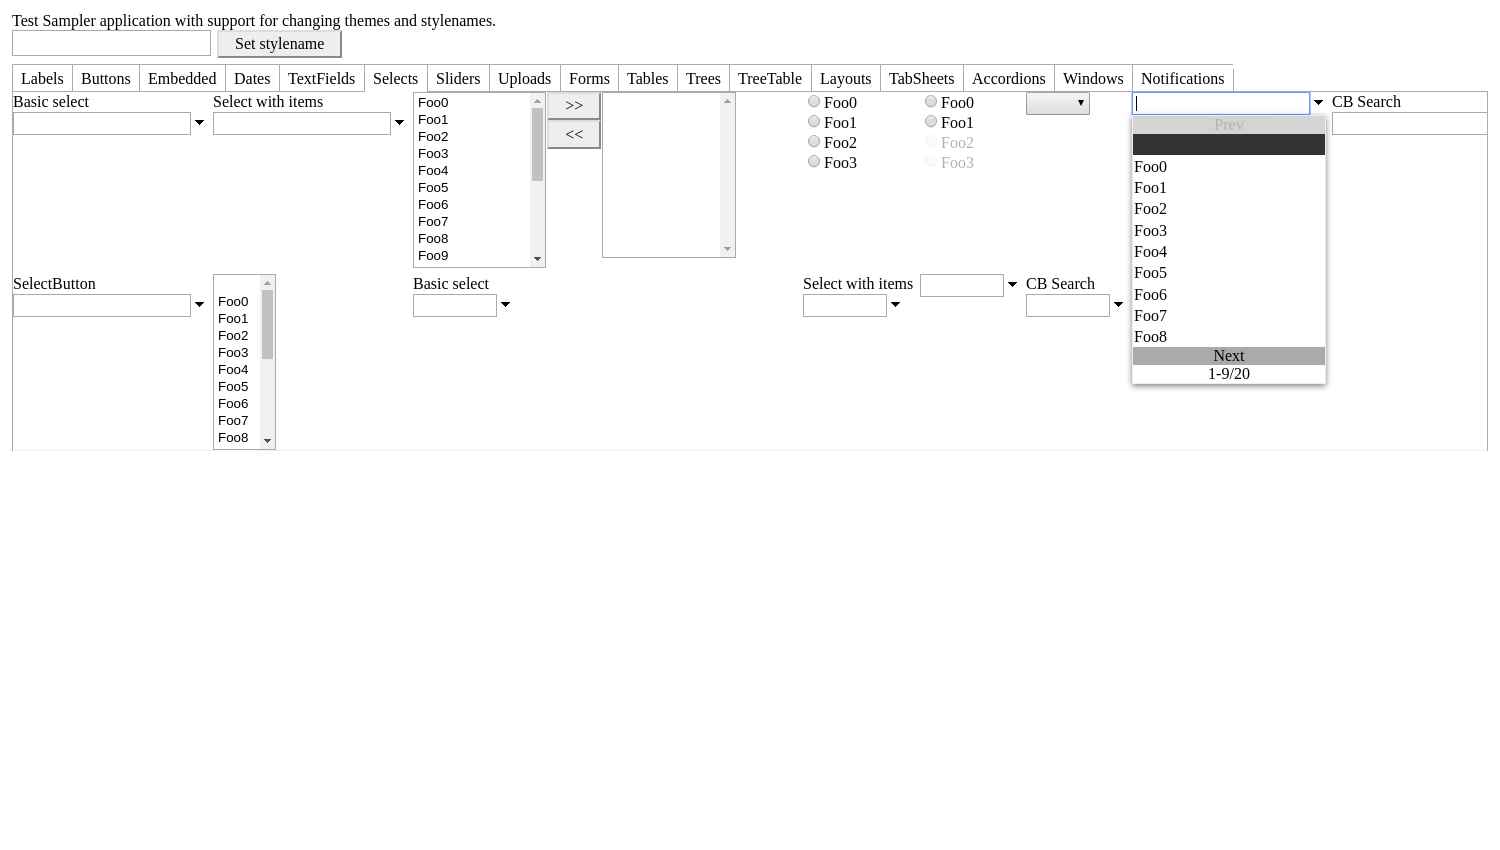 Test Sampler application with support for changing themes and stylenames.
Set stylename
Labels Buttons Embedded Dates TextFields Selects Sliders Uploads Forms Tables Trees TreeTable Layouts TabSheets Accordions Windows Notifications
Basic select
Select with items
Foo0
Foo1
Foo2
Foo3
Foo4
Foo5
Foo6
Foo7
Foo8
Foo9
>>
<<
Foo0
Foo1
Foo2
Foo3
Foo0
Foo1
Foo2
Foo3
Prev
Foo0
Foo1
Foo2
Foo3
Foo4
Foo5
Foo6
Foo7
Foo8
Next
1-9/20
CB Search
SelectButton
Foo0
Foo1
Foo2
Foo3
Foo4
Foo5
Foo6
Foo7
Foo8
Basic select
Select with items
CB Search